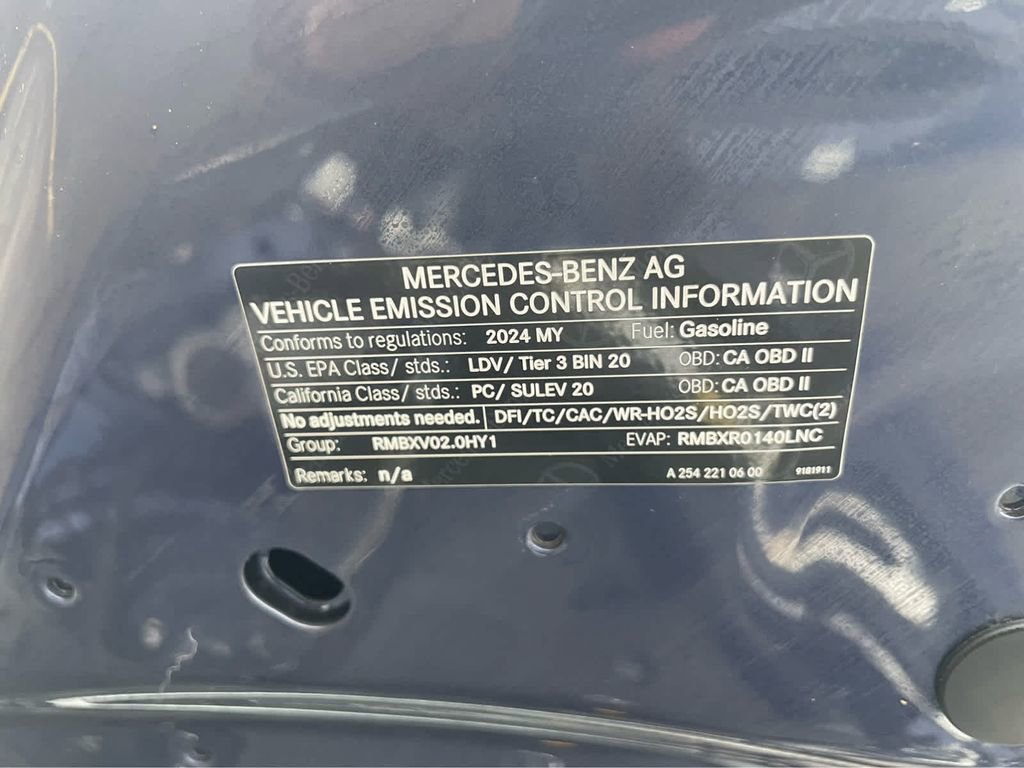 MERCEDES-BENZ AG
VEHICLE EMISSION CONTROL INFORMATION
Conforms to regulations: 2024 MY Fuel: Gasoline
U.S. EPA Class/ stds.: LDV/ Tier 3 BIN 20 OBD: CA OBD II
California Class/ stds.: PC/ SULEV 20 OBD: CA OBD II
No adjustments needed. DFI/TC/CAC/WR-HO2S/HO2S/TWC(2)
Group: RMBXV02.0HY1 EVAP: RMBXR0140LNC
Remarks: n/a A 254 221 06 00 9181911